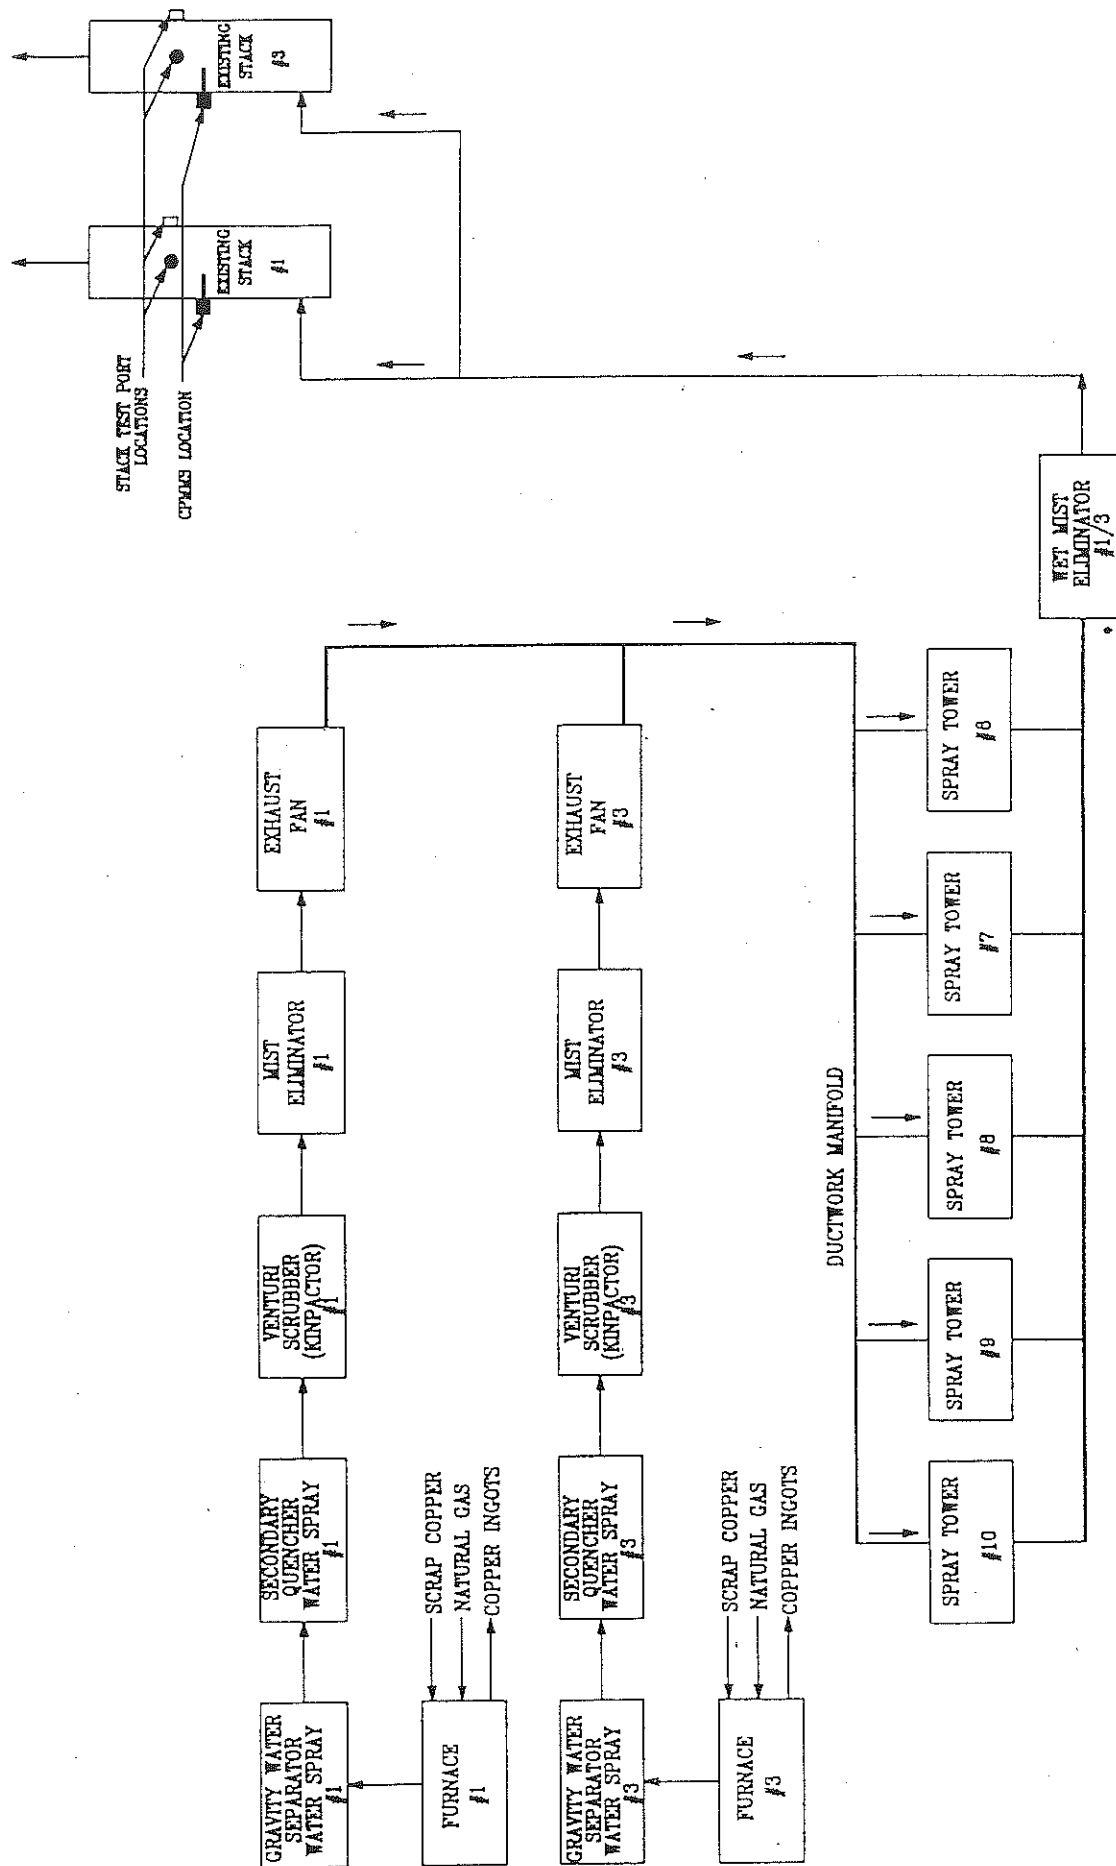 STACK TEST PORT
LOCATIONS
CPMMS LOCATION
EXISTING
STACK
#1
EXISTING
STACK
#3
GRAVITY WATER
SEPARATOR
WATER SPRAY
#1
SECONDARY
QUENCHER
WATER SPRAY
#1
VENTURI
SCRUBBER
(KINPACTOR)
#1
MIST
ELIMINATOR
#1
EXHAUST
FAN
#1
FURNACE
#1
SCRAP COPPER
NATURAL GAS
COPPER INGOTS
GRAVITY WATER
SEPARATOR
WATER SPRAY
#3
SECONDARY
QUENCHER
WATER SPRAY
#3
VENTURI
SCRUBBER
(KINPACTOR)
#3
MIST
ELIMINATOR
#3
EXHAUST
FAN
#3
FURNACE
#3
SCRAP COPPER
NATURAL GAS
COPPER INGOTS
DUCTWORK MANIFOLD
SPRAY TOWER
#10
SPRAY TOWER
#9
SPRAY TOWER
#8
SPRAY TOWER
#7
SPRAY TOWER
#6
WET MIST
ELIMINATOR
#1/3